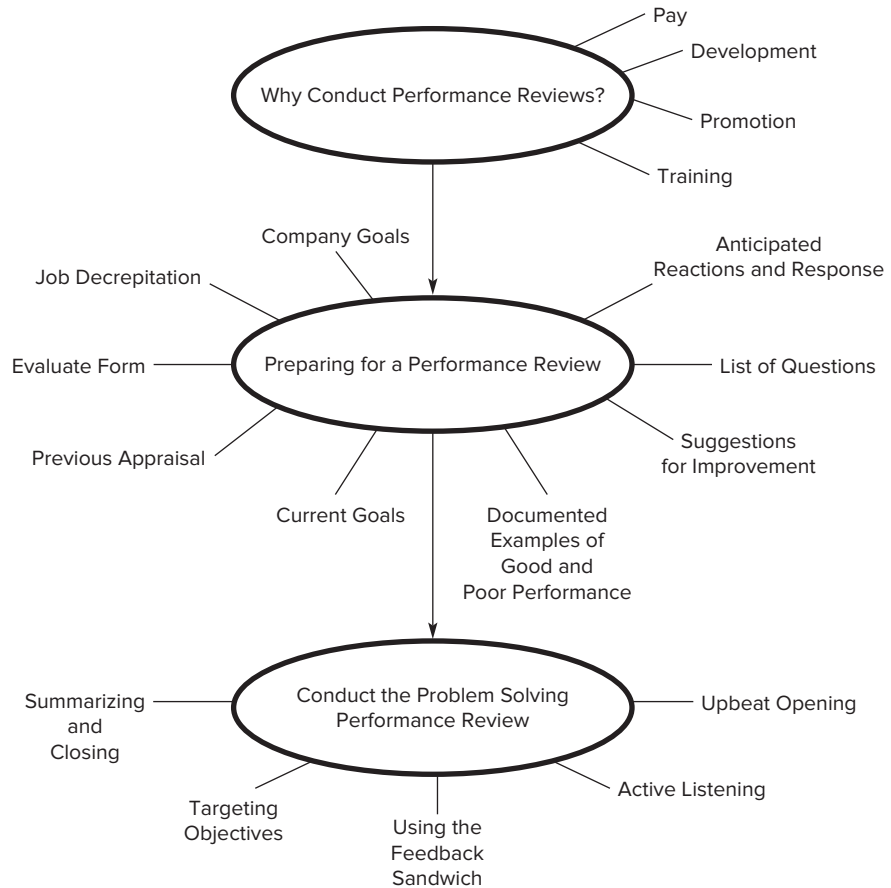 Pay
Development
Why Conduct Performance Reviews?
Promotion
Training
Company Goals
Anticipated
Reactions and Response
Job Decrepitation
Evaluate Form
Preparing for a Performance Review
List of Questions
Previous Appraisal
Suggestions
for Improvement
Current Goals
Documented
Examples of
Good and
Poor Performance
Summarizing
and
Closing
Conduct the Problem Solving
Performance Review
Upbeat Opening
Targeting
Objectives
Using the
Feedback
Sandwich
Active Listening